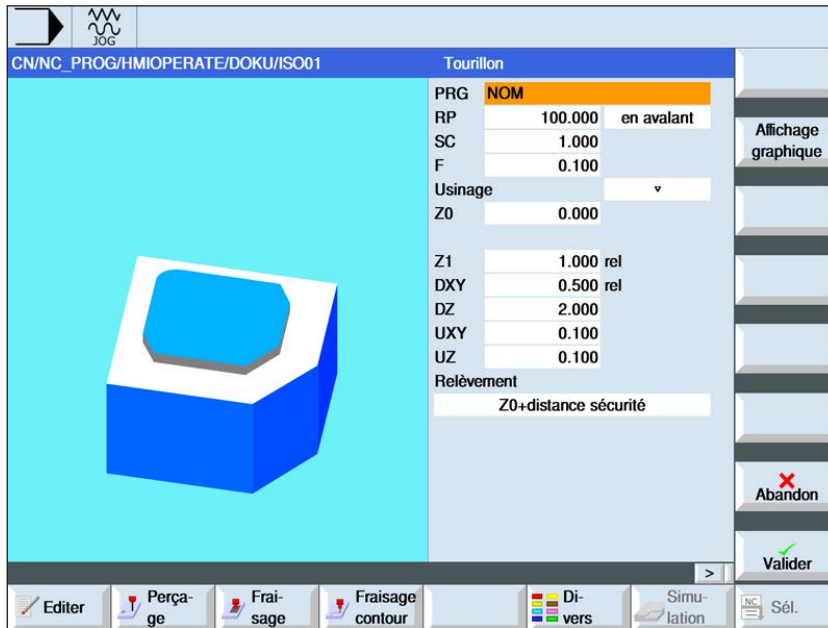 JOG
CN/NC_PROG/HMIOPERATE/DOKU/ISO01
Tourillon
PRG NOM
RP 100.000 en avalant
SC 1.000
F 0.100
Usinage ▿
Z0 0.000
Z1 1.000 rel
DXY 0.500 rel
DZ 2.000
UXY 0.100
UZ 0.100
Relèvement
Z0+distance sécurité
Affichage
graphique
Abandon
Valider
>
Editer
Perça-
ge
Frai-
sage
Fraisage
contour
Di-
vers
Simu-
lation
NC
Sél.